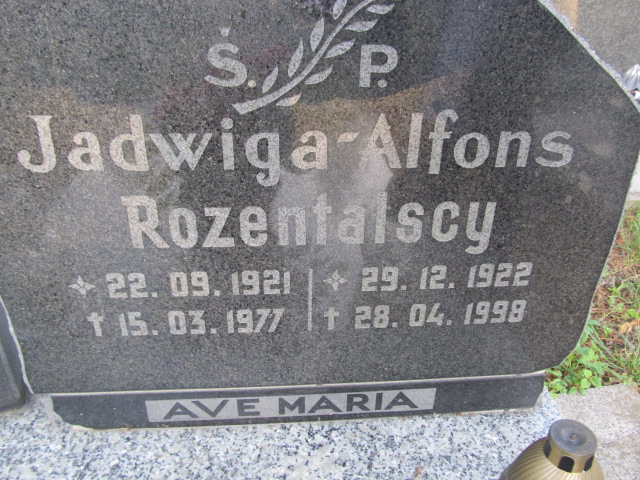 Ś. P.
Jadwiga-Alfons
Rozentalscy
22. 09. 1921 29. 12. 1922
† 15. 03. 1977 † 28. 04. 1998
AVE MARIA